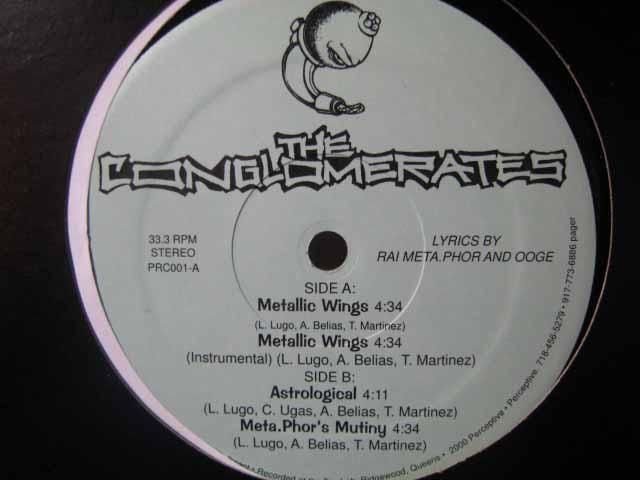 THE
CONGLOMERATES
33.3 RPM
STEREO
PRC001-A
LYRICS BY
RAI META.PHOR AND OOGE
SIDE A:
Metallic Wings 4:34
(L. Lugo, A. Belias, T. Martinez)
Metallic Wings 4:34
(Instrumental) (L. Lugo, A. Belias, T. Martinez)
SIDE B:
Astrological 4:11
(L. Lugo, C. Ugas, A. Belias, T. Martinez)
Meta.Phor's Mutiny 4:34
(L. Lugo, A. Belias, T. Martinez)
Recorded at Ridgewood, Queens • 2000 Perceptive • Perceptive 718-456-5279 • 917-773-6886 pager